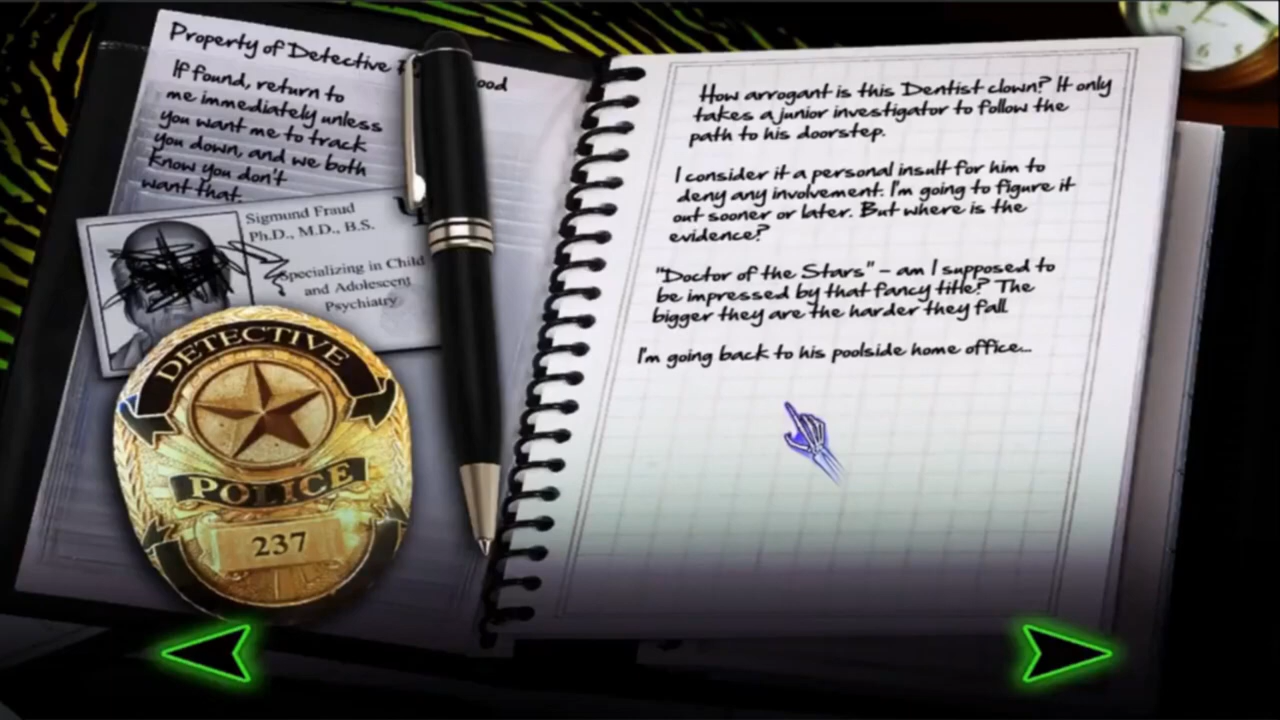 Property of Detective
ood
If found, return to
me immediately unless
you want me to track
you down, and we both
know you don't
want that.
Sigmund Fraud
Ph.D., M.D., B.S.
Specializing in Child
and Adolescent
Psychiatry
DETECTIVE
POLICE
237
How arrogant is this Dentist clown? It only
takes a junior investigator to follow the
path to his doorstep.
I consider it a personal insult for him to
deny any involvement. I'm going to figure it
out sooner or later. But where is the
evidence?
"Doctor of the Stars" - am I supposed to
be impressed by that fancy title? The
bigger they are the harder they fall.
I'm going back to his poolside home office...